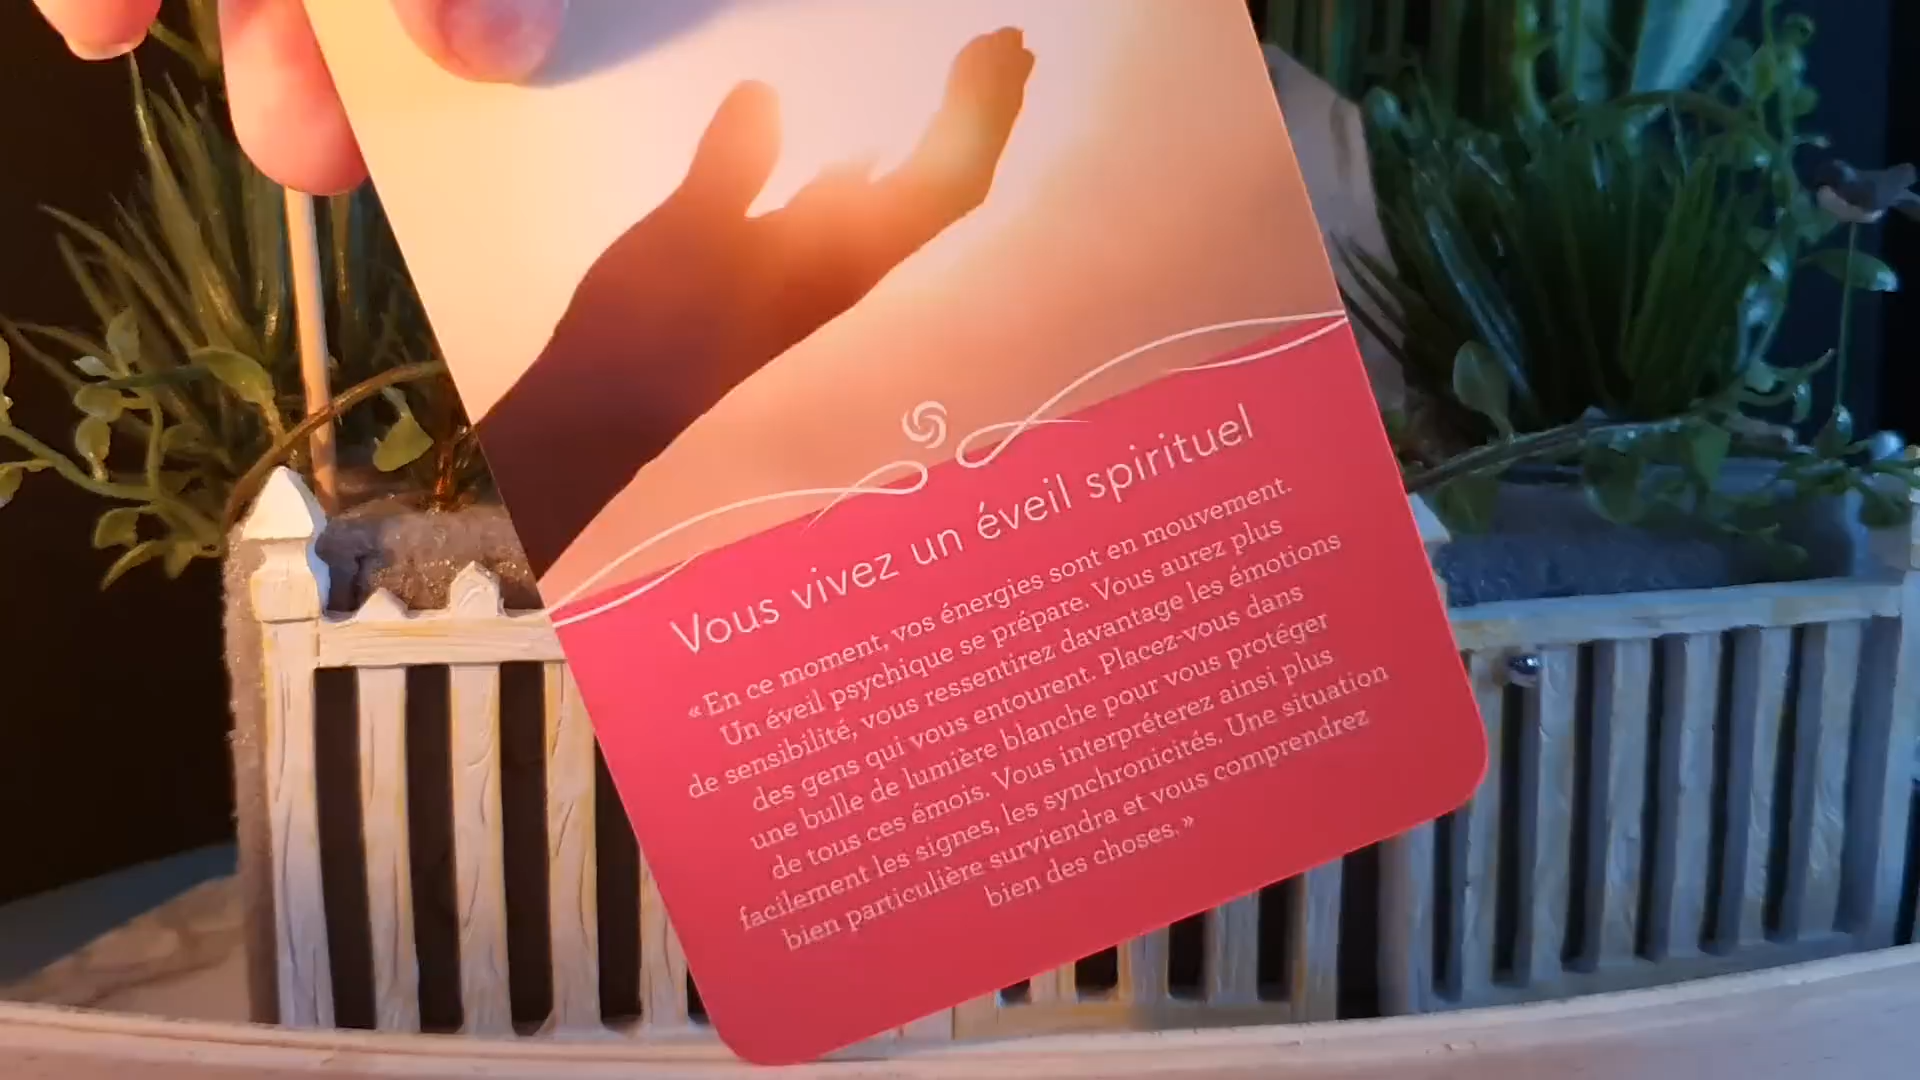 Vous vivez un éveil spirituel
« En ce moment, vos énergies sont en mouvement.
Un éveil psychique se prépare. Vous aurez plus
de sensibilité, vous ressentirez davantage les émotions
des gens qui vous entourent. Placez-vous dans
une bulle de lumière blanche pour vous protéger
de tous ces émois. Vous interpréterez ainsi plus
facilement les signes, les synchronicités. Une situation
bien particulière surviendra et vous comprendrez
bien des choses. »